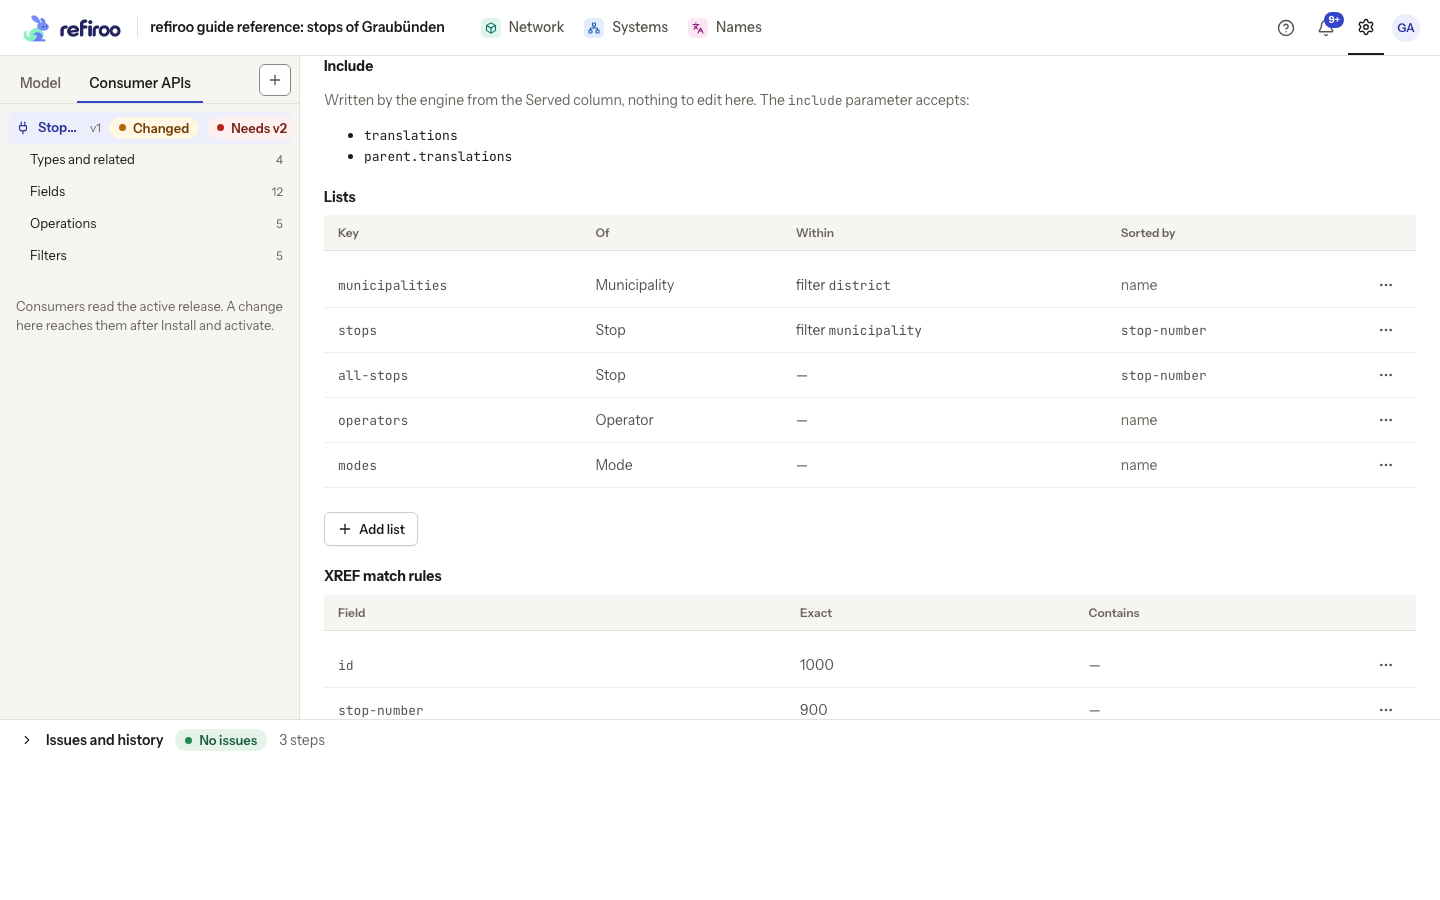 refiroo
refiroo guide reference: stops of Graubünden
Network
Systems
Names
9+
GA
Model
Consumer APIs
Stop... v1 Changed Needs v2
Types and related 4
Fields 12
Operations 5
Filters 5
Consumers read the active release. A change
here reaches them after Install and activate.
Include
Written by the engine from the Served column, nothing to edit here. The include parameter accepts:
translations
parent.translations
Lists
Key Of Within Sorted by
municipalities Municipality filter district name
stops Stop filter municipality stop-number
all-stops Stop — stop-number
operators Operator — name
modes Mode — name
Add list
XREF match rules
Field Exact Contains
id 1000 —
stop-number 900 —
Issues and history No issues 3 steps